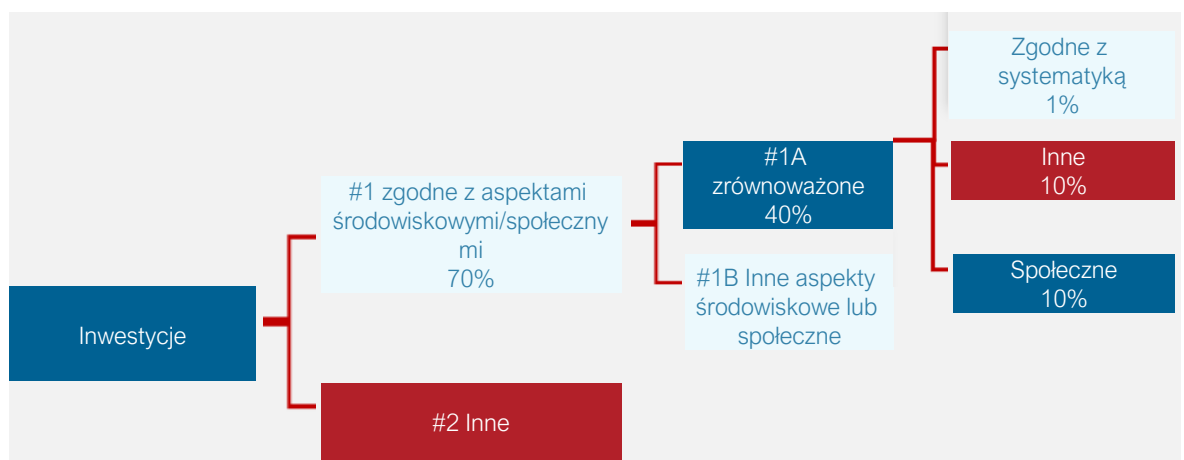 Inwestycje
#1 zgodne z aspektami
środowiskowymi/społeczny
mi
70%
#2 Inne
#1A
zrównoważone
40%
#1B Inne aspekty
środowiskowe lub
społeczne
Zgodne z
systematyką
1%
Inne
10%
Społeczne
10%